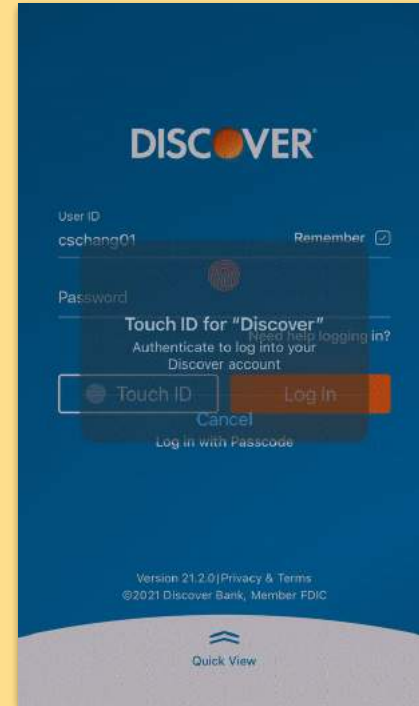 DISCOVER
User ID
cschang01
Remember
Password
Touch ID for "Discover"
Need help logging in?
Authenticate to log into your
Discover account
Touch ID
Log In
Cancel
Log in with Passcode
Version 21.2.0|Privacy & Terms
©2021 Discover Bank, Member FDIC
Quick View